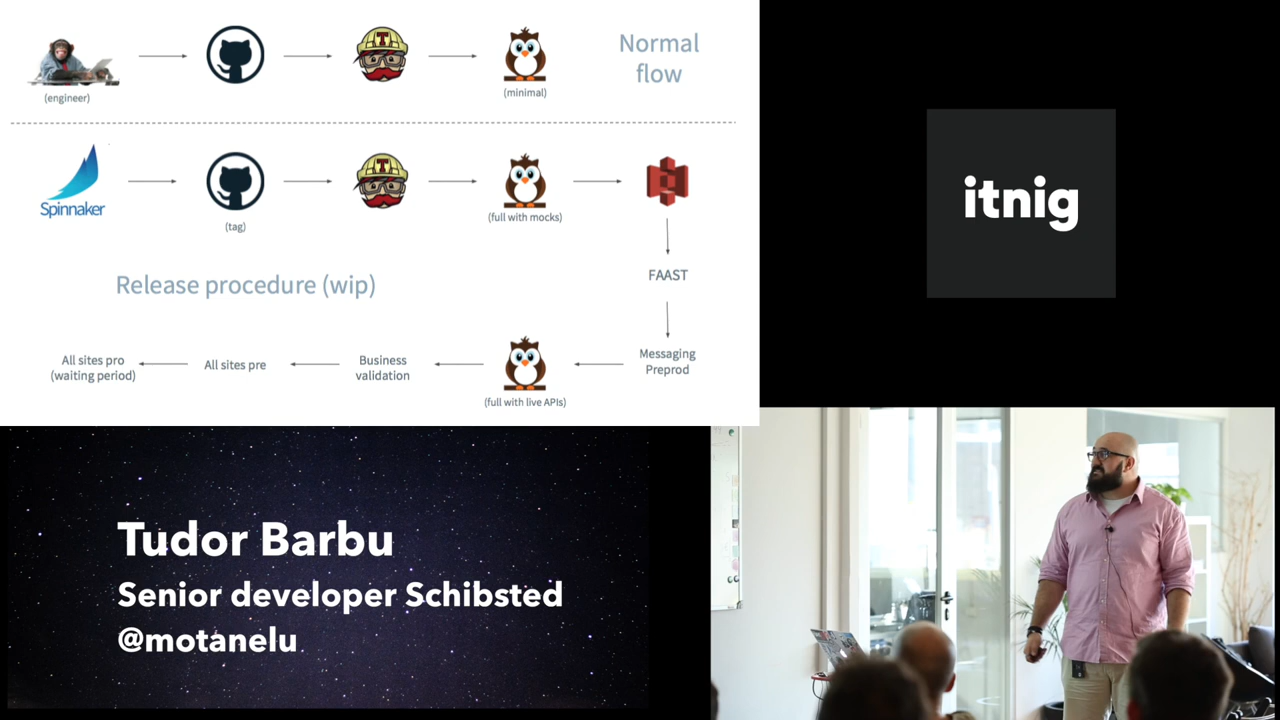 Normal
flow
(engineer)
(minimal)
T
Spinnaker
T
(tag)
(full with mocks)
FAAST
Release procedure (wip)
All sites pro
(waiting period)
All sites pre
Business
validation
Messaging
Preprod
(full with live APIs)
itnig
Tudor Barbu
Senior developer Schibsted
@motanelu